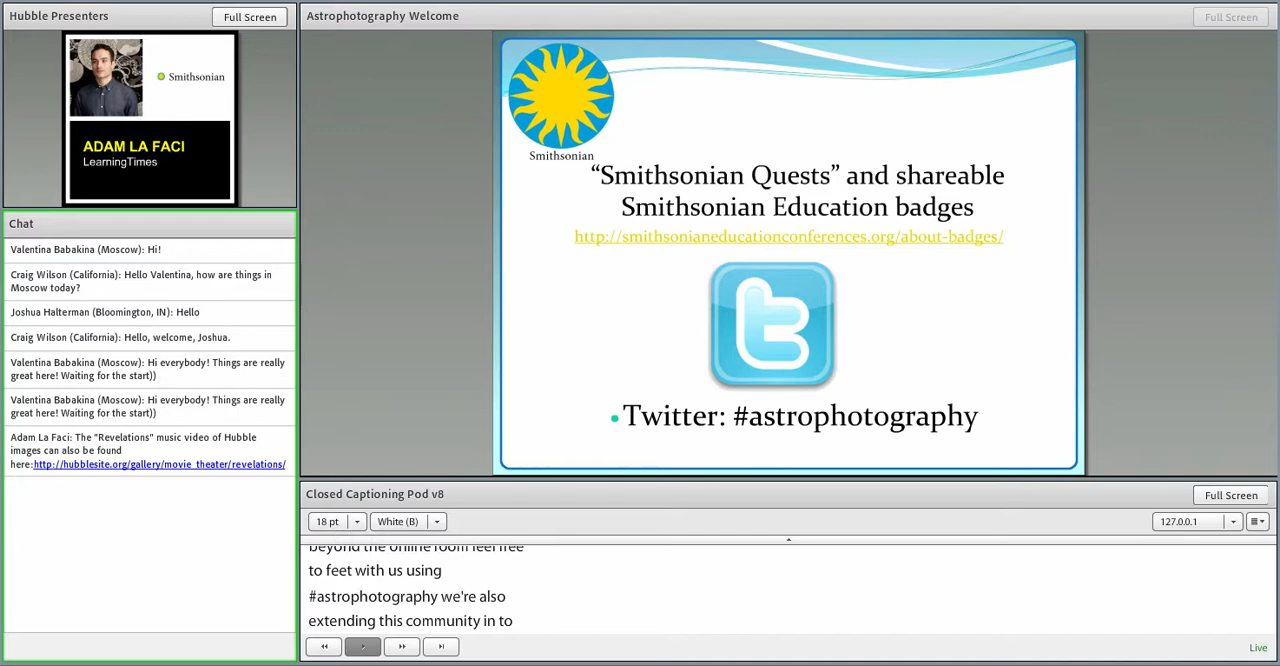 Hubble Presenters
Full Screen
Smithsonian
ADAM LA FACI
LearningTimes
Chat
Valentina Babakina (Moscow): Hi!
Craig Wilson (California): Hello Valentina, how are things in
Moscow today?
Joshua Halterman (Bloomington, IN): Hello
Craig Wilson (California): Hello, welcome, Joshua.
Valentina Babakina (Moscow): Hi everybody! Things are really
great here! Waiting for the start))
Valentina Babakina (Moscow): Hi everybody! Things are really
great here! Waiting for the start))
Adam La Faci: The "Revelations" music video of Hubble
images can also be found
here:http://hubblesite.org/gallery/movie_theater/revelations/
Astrophotography Welcome
Full Screen
Smithsonian
“Smithsonian Quests” and shareable
Smithsonian Education badges
http://smithsonianeducationconferences.org/about-badges/
•Twitter: #astrophotography
Closed Captioning Pod v8
Full Screen
18 pt
White (B)
127.0.0.1
beyond the online room feel free
to feet with us using
#astrophotography we're also
extending this community in to
Live